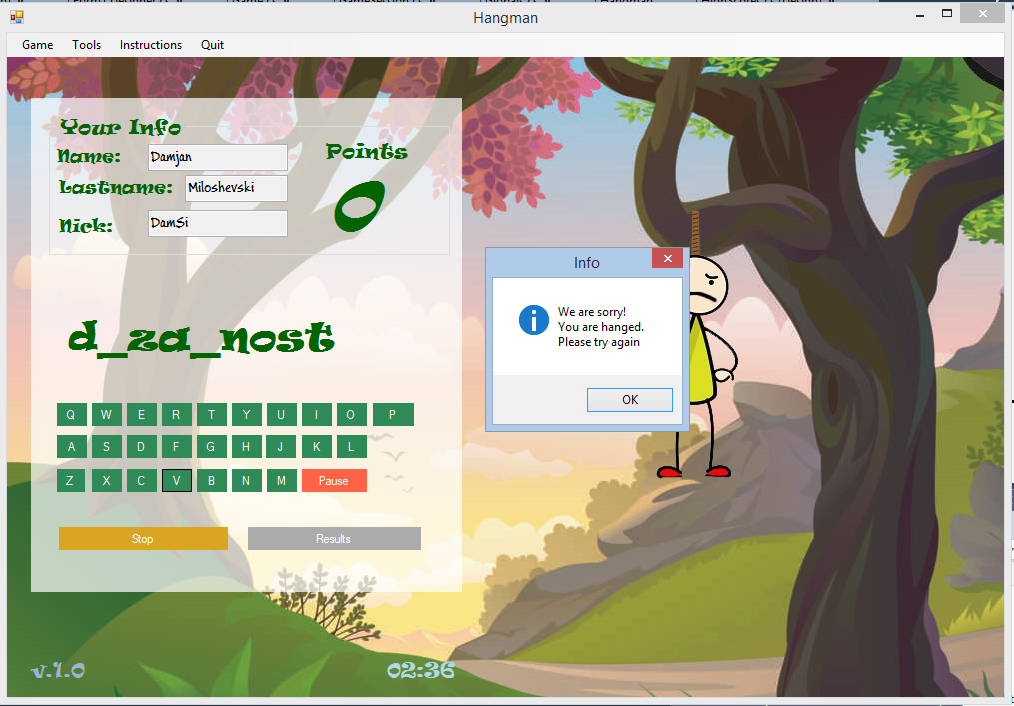 Hangman
Game Tools Instructions Quit
Your Info
Name: Damjan
Points
Lastname: Miloshevski
0
Nick: DamSi
Info
We are sorry!
You are hanged.
Please try again
OK
d_za_nost
Q W E R T Y U I O P
A S D F G H J K L
Z X C V B N M Pause
Stop Results
v.1.0 02:36